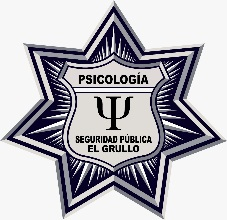 PSICOLOGÍA
Ψ
SEGURIDAD PÚBLICA
EL GRULLO